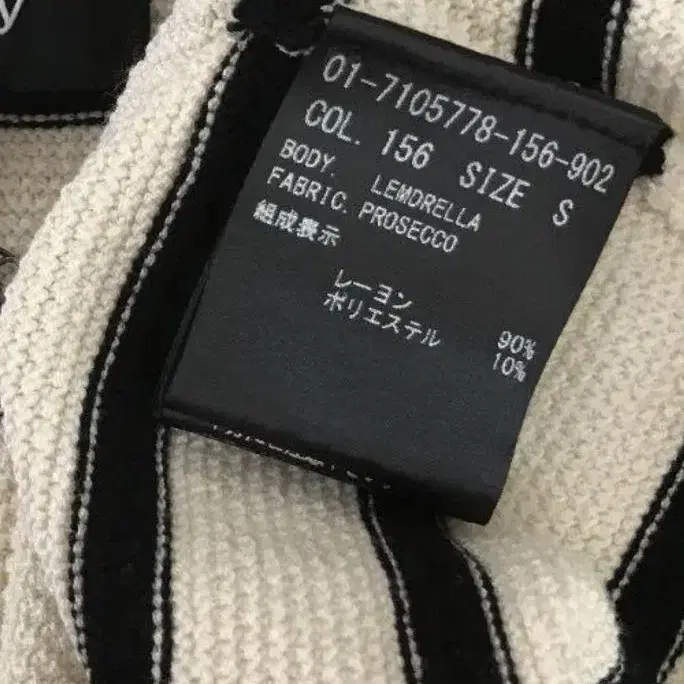 y
01-7105778-156-902
COL. 156 SIZE S
BODY. LEMDRELLA
FABRIC. PROSECCO
組成表示
レーヨン 90%
ポリエステル 10%